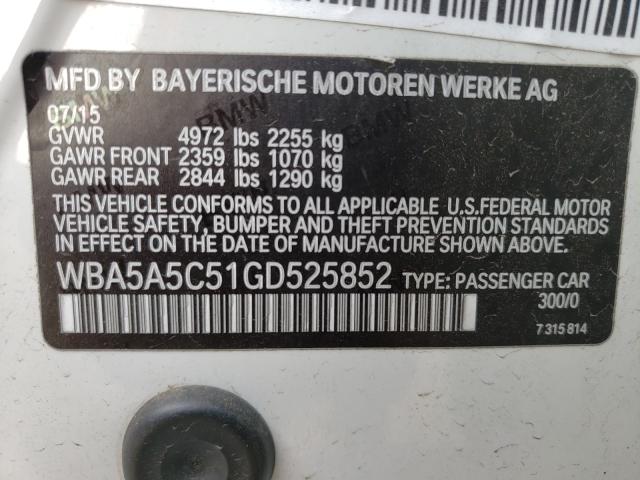 MFD BY BAYERISCHE MOTOREN WERKE AG
07/15
GVWR 4972 lbs 2255 kg
GAWR FRONT 2359 lbs 1070 kg
GAWR REAR 2844 lbs 1290 kg
THIS VEHICLE CONFORMS TO ALL APPLICABLE U.S.FEDERAL MOTOR
VEHICLE SAFETY, BUMPER AND THEFT PREVENTION STANDARDS
IN EFFECT ON THE DATE OF MANUFACTURE SHOWN ABOVE.
WBA5A5C51GD525852 TYPE: PASSENGER CAR
300/0
7 315 814
BMW
BMW